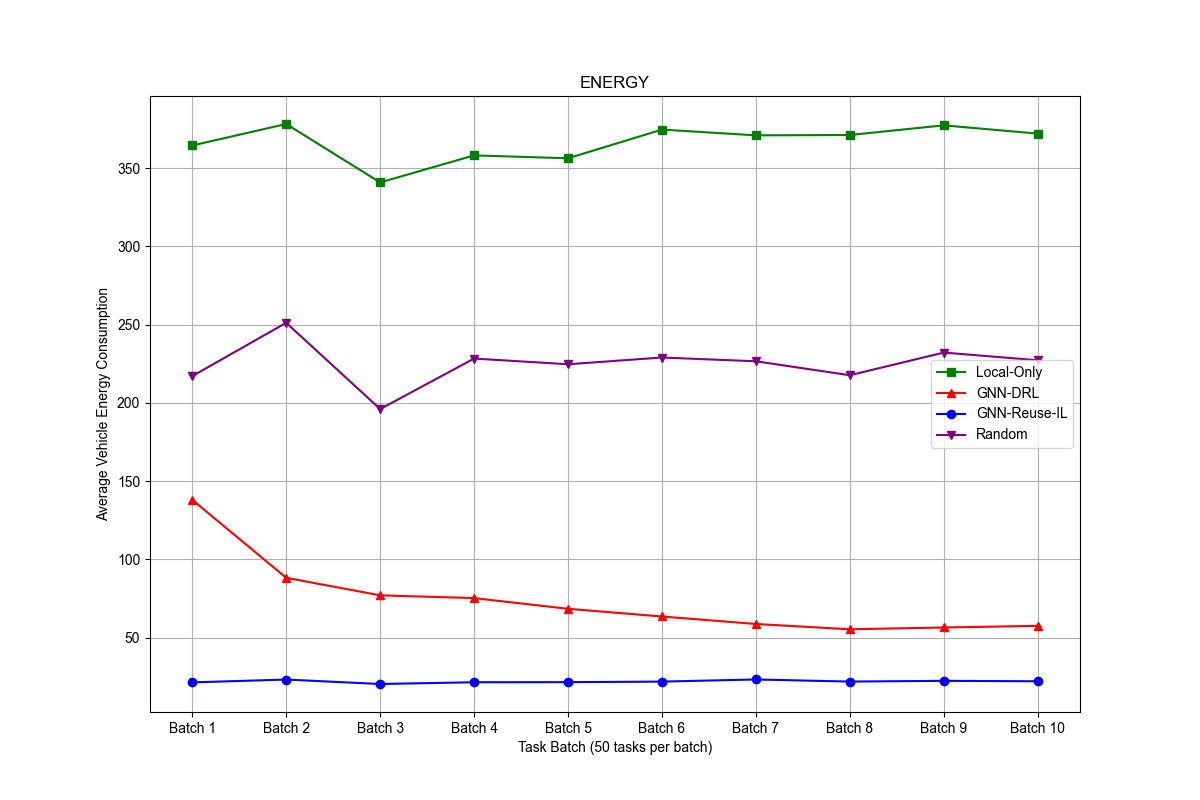 ENERGY
Average Vehicle Energy Consumption
350
300
250
200
150
100
50
Local-Only
GNN-DRL
GNN-Reuse-IL
Random
Batch 1 Batch 2 Batch 3 Batch 4 Batch 5 Batch 6 Batch 7 Batch 8 Batch 9 Batch 10
Task Batch (50 tasks per batch)